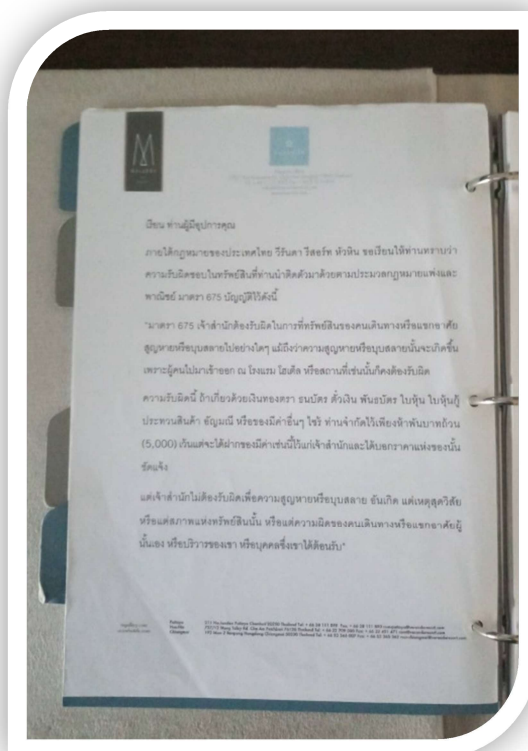 M
GALLERY
เรียน ท่านผู้มีอุปการคุณ
ภายใต้กฎหมายของประเทศไทย วีรันดา รีสอร์ท หัวหิน ขอเรียนให้ท่านทราบว่า
ความรับผิดชอบในทรัพย์สินที่ท่านนำติดตัวมาด้วยตามประมวลกฎหมายแพ่งและ
พาณิชย์ มาตรา 675 บัญญัติไว้ดังนี้
"มาตรา 675 เจ้าสำนักต้องรับผิดในการที่ทรัพย์สินของคนเดินทางหรือแขกอาศัย
สูญหายหรือบุบสลายไปอย่างใดๆ แม้ถึงว่าความสูญหายหรือบุบสลายนั้นจะเกิดขึ้น
เพราะผู้คนไปมาเข้าออก ณ โรงแรม โฮเต็ล หรือสถานที่เช่นนั้นก็คงต้องรับผิด
ความรับผิดนี้ ถ้าเกี่ยวด้วยเงินทองตรา ธนบัตร ตั๋วเงิน พันธบัตร ใบหุ้น ใบหุ้นกู้
ประทวนสินค้า อัญมณี หรือของมีค่าอื่นๆ ไซร้ ท่านจำกัดไว้เพียงห้าพันบาทถ้วน
(5,000) เว้นแต่จะได้ฝากของมีค่าเช่นนี้ไว้แก่เจ้าสำนักและได้บอกราคาแห่งของนั้น
ชัดแจ้ง
แต่เจ้าสำนักไม่ต้องรับผิดเพื่อความสูญหายหรือบุบสลาย อันเกิด แต่เหตุสุดวิสัย
หรือแต่สภาพแห่งทรัพย์สินนั้น หรือแต่ความผิดของคนเดินทางหรือแขกอาศัยผู้
นั้นเอง หรือบริวารของเขา หรือบุคคลซึ่งเขาได้ต้อนรับ"